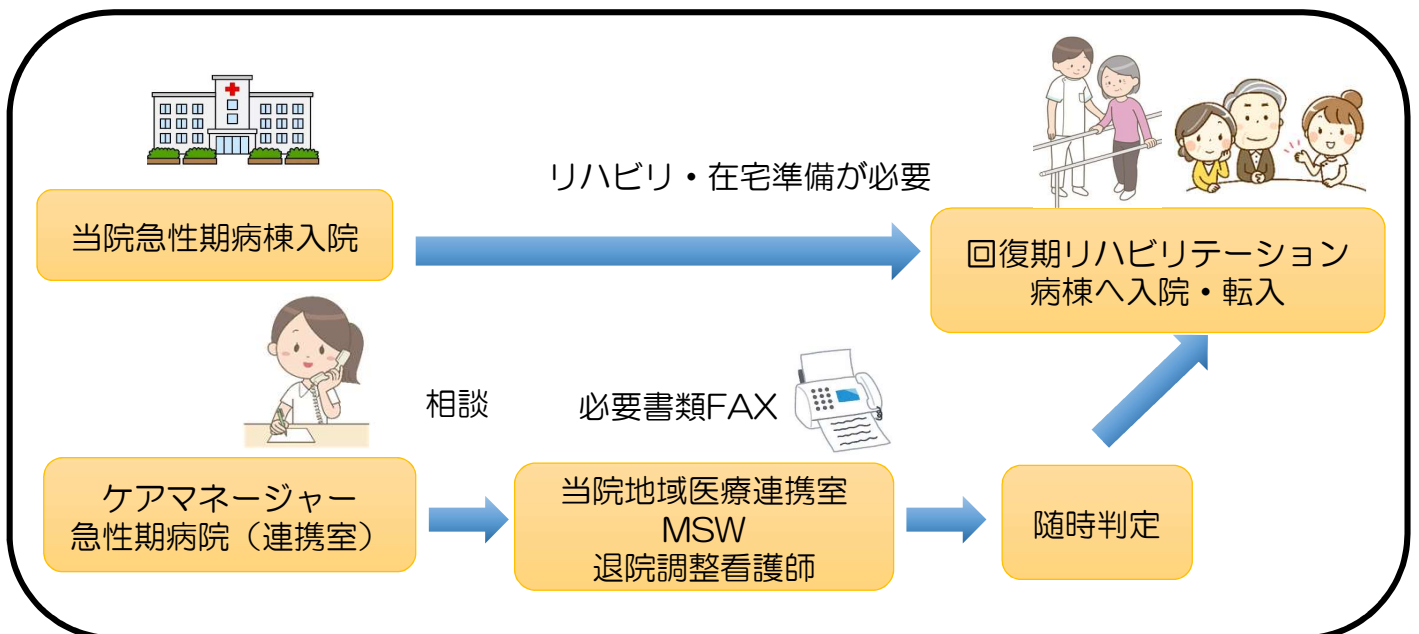 リハビリ・在宅準備が必要
当院急性期病棟入院
回復期リハビリテーション
病棟へ入院・転入
相談
必要書類FAX
ケアマネージャー
急性期病院（連携室）
当院地域医療連携室
MSW
退院調整看護師
随時判定